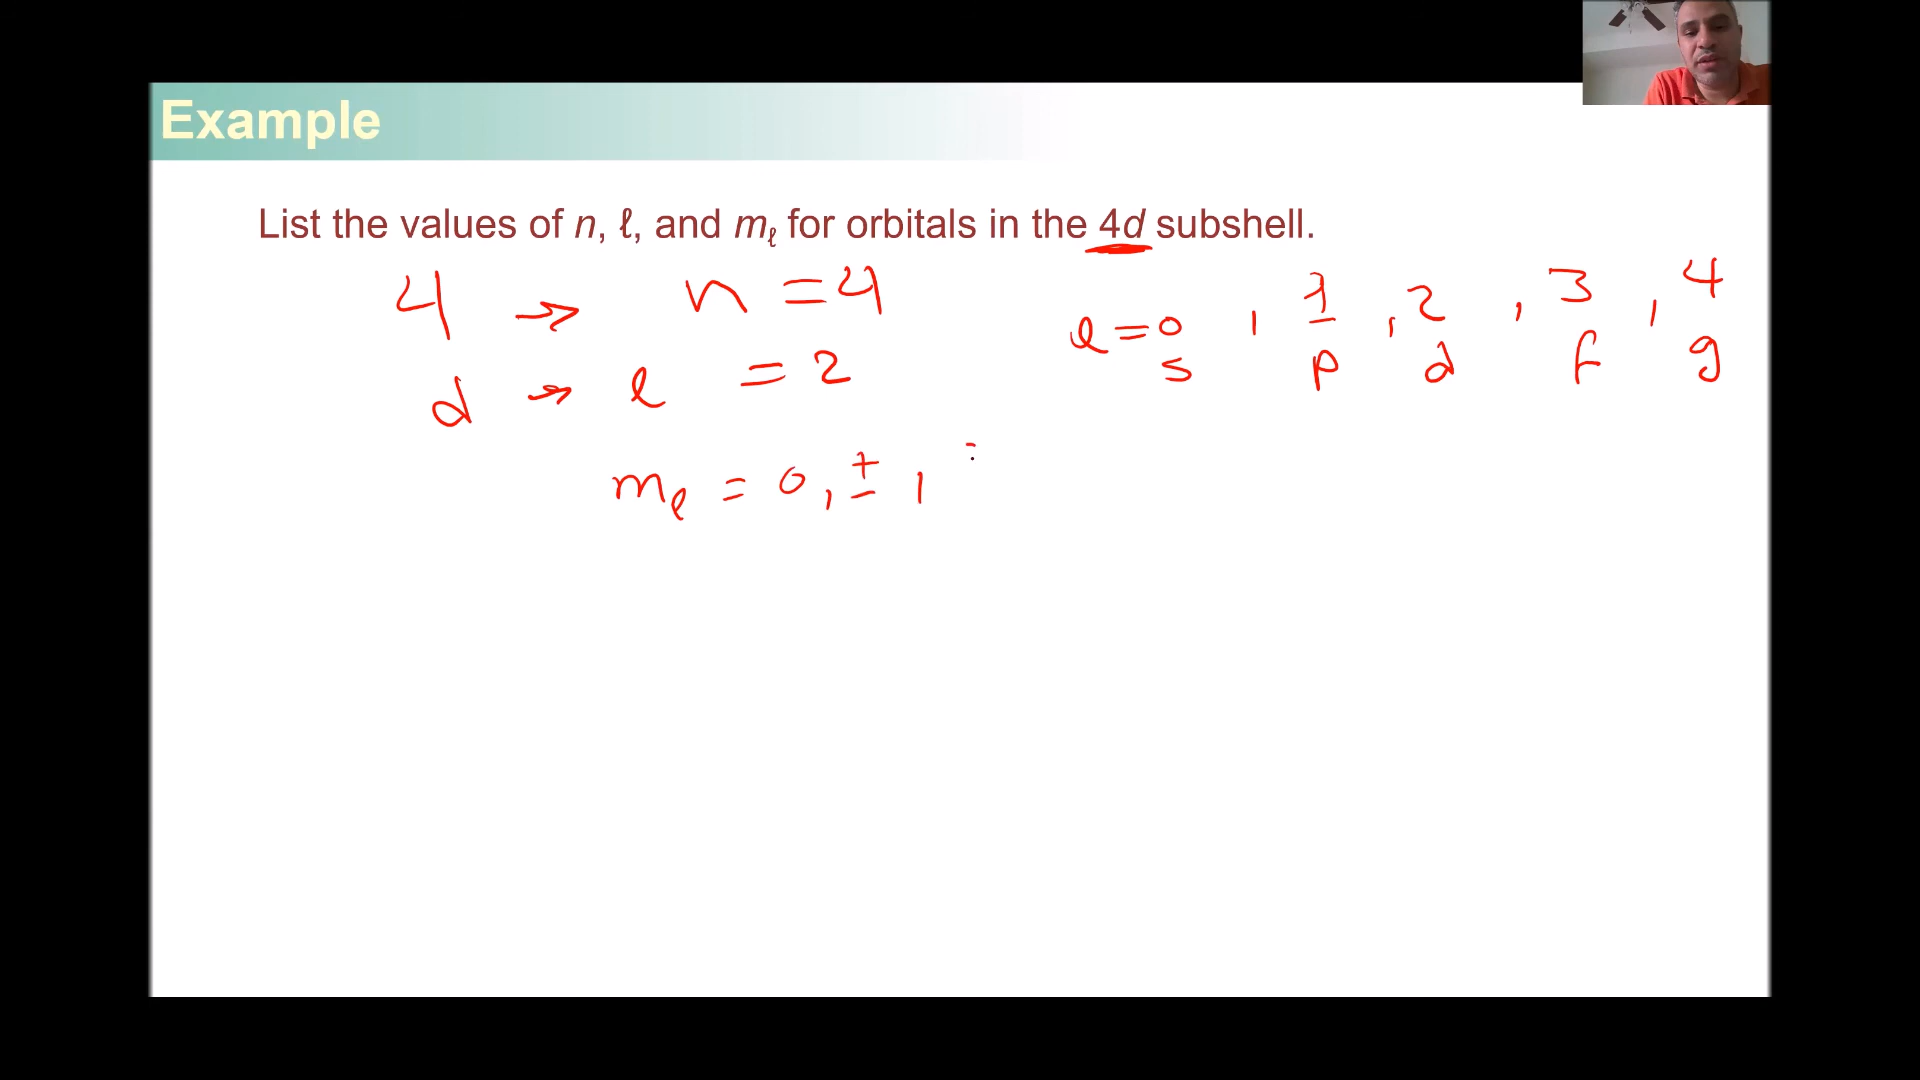 Example
List the values of n, ℓ, and mℓ for orbitals in the 4d subshell.
4 → n = 4
l = 0, 1, 2, 3, 4
s p d f g
d → l = 2
mℓ = 0, ± 1